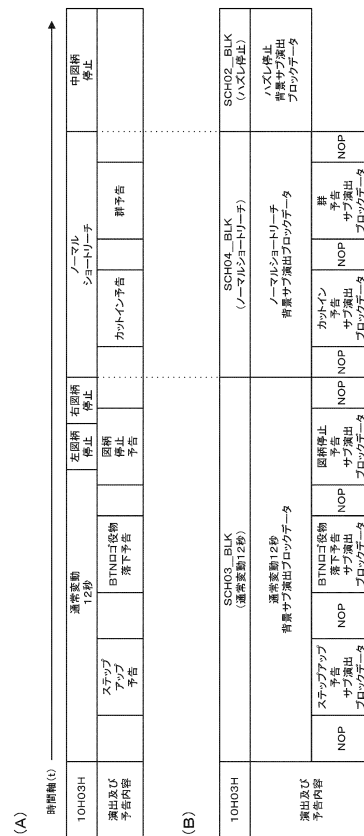 (A)
時間軸(t)
10H03H
通常変動
12秒
左図柄
停止
右図柄
停止
ノーマル
ショートリーチ
中図柄
停止
演出及び
予告内容
ステップ
アップ
予告
BTNロゴ役物
落下予告
図柄
停止
予告
カットイン予告
群予告
(B)
10H03H
SCH03__BLK
(通常変動12秒)
SCH04__BLK
(ノーマルショートリーチ)
SCH02__BLK
(ハズレ停止)
演出及び
予告内容
通常変動12秒
背景サブ演出ブロックデータ
ノーマルショートリーチ
背景サブ演出ブロックデータ
ハズレ停止
背景サブ演出
ブロックデータ
NOP
ステップアップ
予告
サブ演出
ブロックデータ
NOP
BTNロゴ役物
落下予告
サブ演出
ブロックデータ
NOP
図柄停止
予告
サブ演出
ブロックデータ
NOP
NOP
カットイン
予告
サブ演出
ブロックデータ
NOP
群
予告
サブ演出
ブロックデータ
NOP